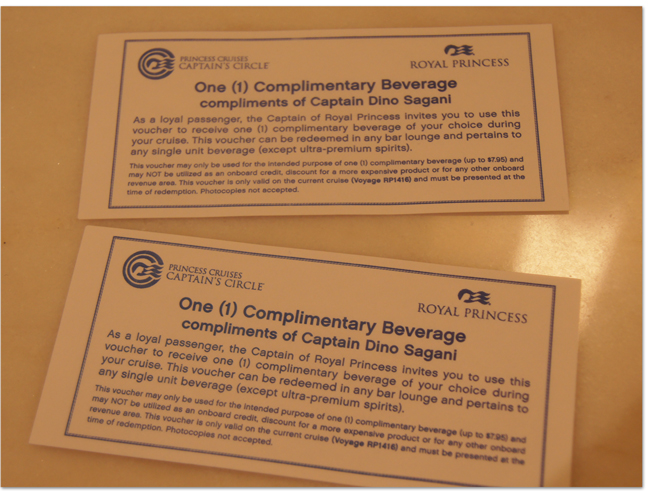 PRINCESS CRUISES
CAPTAIN'S CIRCLE
ROYAL PRINCESS
One (1) Complimentary Beverage
compliments of Captain Dino Sagani
As a loyal passenger, the Captain of Royal Princess invites you to use this
voucher to receive one (1) complimentary beverage of your choice during
your cruise. This voucher can be redeemed in any bar lounge and pertains to
any single unit beverage (except ultra-premium spirits).
This voucher may only be used for the intended purpose of one (1) complimentary beverage (up to $7.95) and
may NOT be utilized as an onboard credit, discount for a more expensive product or for any other onboard
revenue area. This voucher is only valid on the current cruise (Voyage RP1416) and must be presented at the
time of redemption. Photocopies not accepted.
PRINCESS CRUISES
CAPTAIN'S CIRCLE
ROYAL PRINCESS
One (1) Complimentary Beverage
compliments of Captain Dino Sagani
As a loyal passenger, the Captain of Royal Princess invites you to use this
voucher to receive one (1) complimentary beverage of your choice during
your cruise. This voucher can be redeemed in any bar lounge and pertains to
any single unit beverage (except ultra-premium spirits).
This voucher may only be used for the intended purpose of one (1) complimentary beverage (up to $7.95) and
may NOT be utilized as an onboard credit, discount for a more expensive product or for any other onboard
revenue area. This voucher is only valid on the current cruise (Voyage RP1416) and must be presented at the
time of redemption. Photocopies not accepted.